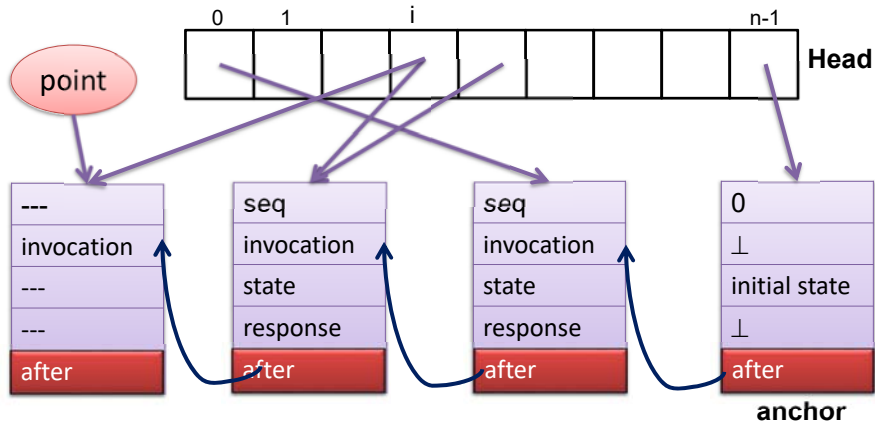 0 1 i n-1
Head
point
---
invocation
---
---
after
seq
invocation
state
response
after
seq
invocation
state
response
after
0
⊥
initial state
⊥
after
anchor